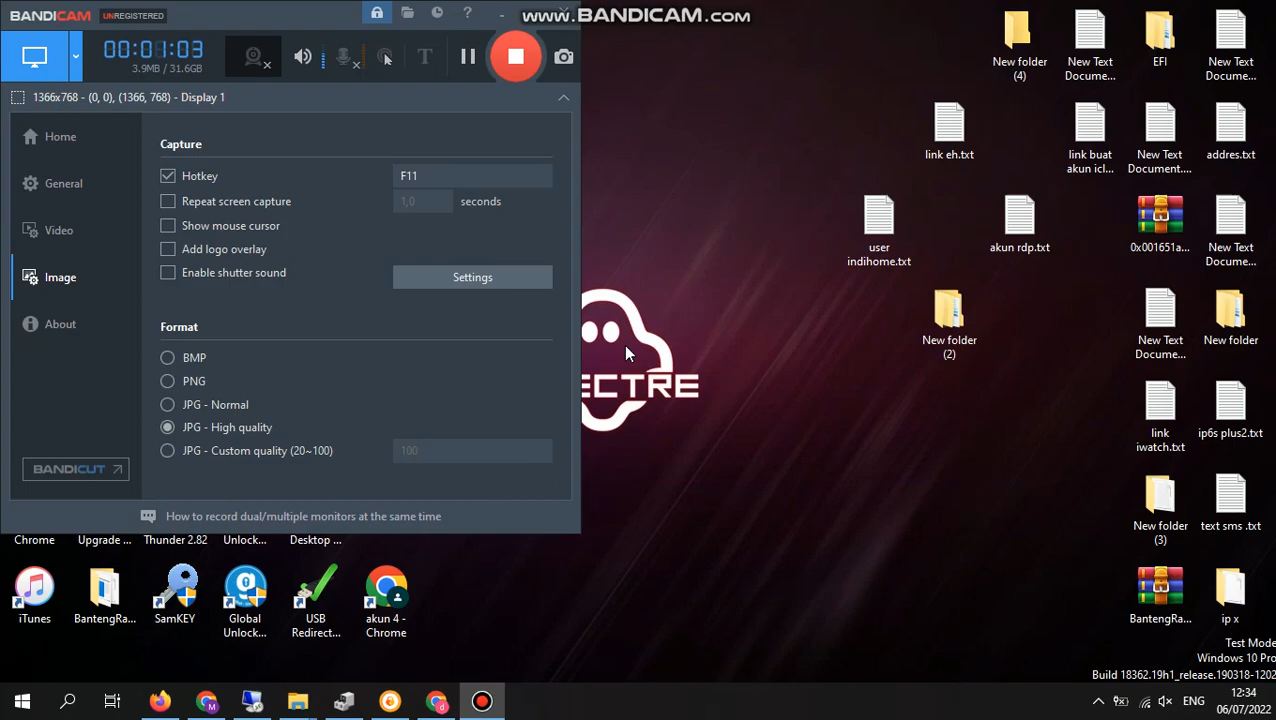 BANDICAM UNREGISTERED
www.BANDICAM.com
00:01:03
3.9MB / 31.6GB
1366x768 - (0, 0), (1366, 768) - Display 1
Home
General
Video
Image
About
BANDICUT
Capture
Hotkey
F11
Repeat screen capture
1,0
seconds
Show mouse cursor
Add logo overlay
Enable shutter sound
Settings
Format
BMP
PNG
JPG - Normal
JPG - High quality
JPG - Custom quality (20~100)
100
How to record dual/multiple monitors at the same time
ECTRE
New folder
(4)
New Text
Docume...
EFI
New Text
Docume...
link eh.txt
link buat
akun icl...
New Text
Document....
addres.txt
user
indihome.txt
akun rdp.txt
0x001651a...
New Text
Docume...
New folder
(2)
New Text
Docume...
New folder
link
iwatch.txt
ip6s plus2.txt
New folder
(3)
text sms .txt
BantengRa...
ip x
Chrome
Upgrade ...
Thunder 2.82
Unlock...
Desktop ...
iTunes
BantengRa...
SamKEY
Global
Unlock...
USB
Redirect...
akun 4 -
Chrome
Test Mode
Windows 10 Pro
Build 18362.19h1_release.190318-1202
ENG
12:34
06/07/2022